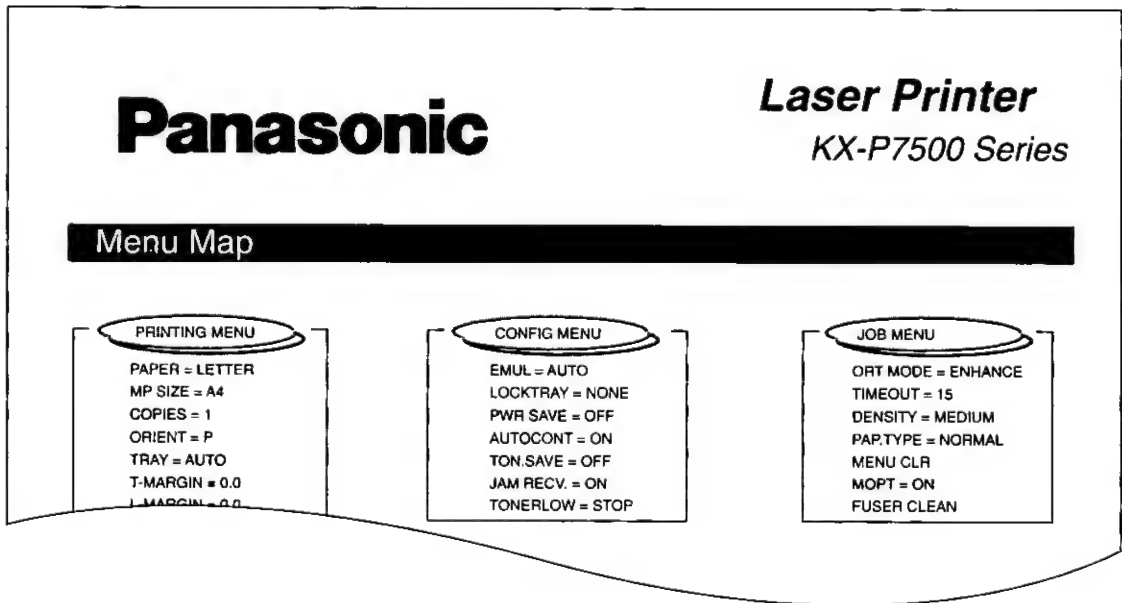 Panasonic
Laser Printer
KX-P7500 Series
Menu Map
PRINTING MENU
PAPER = LETTER
MP SIZE = A4
COPIES = 1
ORIENT = P
TRAY = AUTO
T-MARGIN = 0.0
L-MARGIN = 0.0
CONFIG MENU
EMUL = AUTO
LOCKTRAY = NONE
PWR SAVE = OFF
AUTOCONT = ON
TON.SAVE = OFF
JAM RECV. = ON
TONERLOW = STOP
JOB MENU
ORT MODE = ENHANCE
TIMEOUT = 15
DENSITY = MEDIUM
PAP.TYPE = NORMAL
MENU CLR
MOPT = ON
FUSER CLEAN